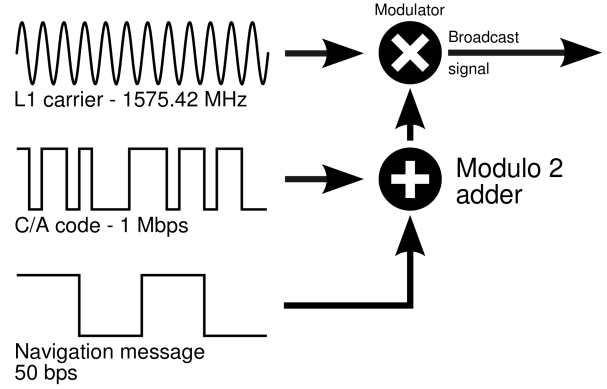 Modulator
Broadcast
signal
L1 carrier - 1575.42 MHz
Modulo 2
adder
C/A code - 1 Mbps
Navigation message
50 bps